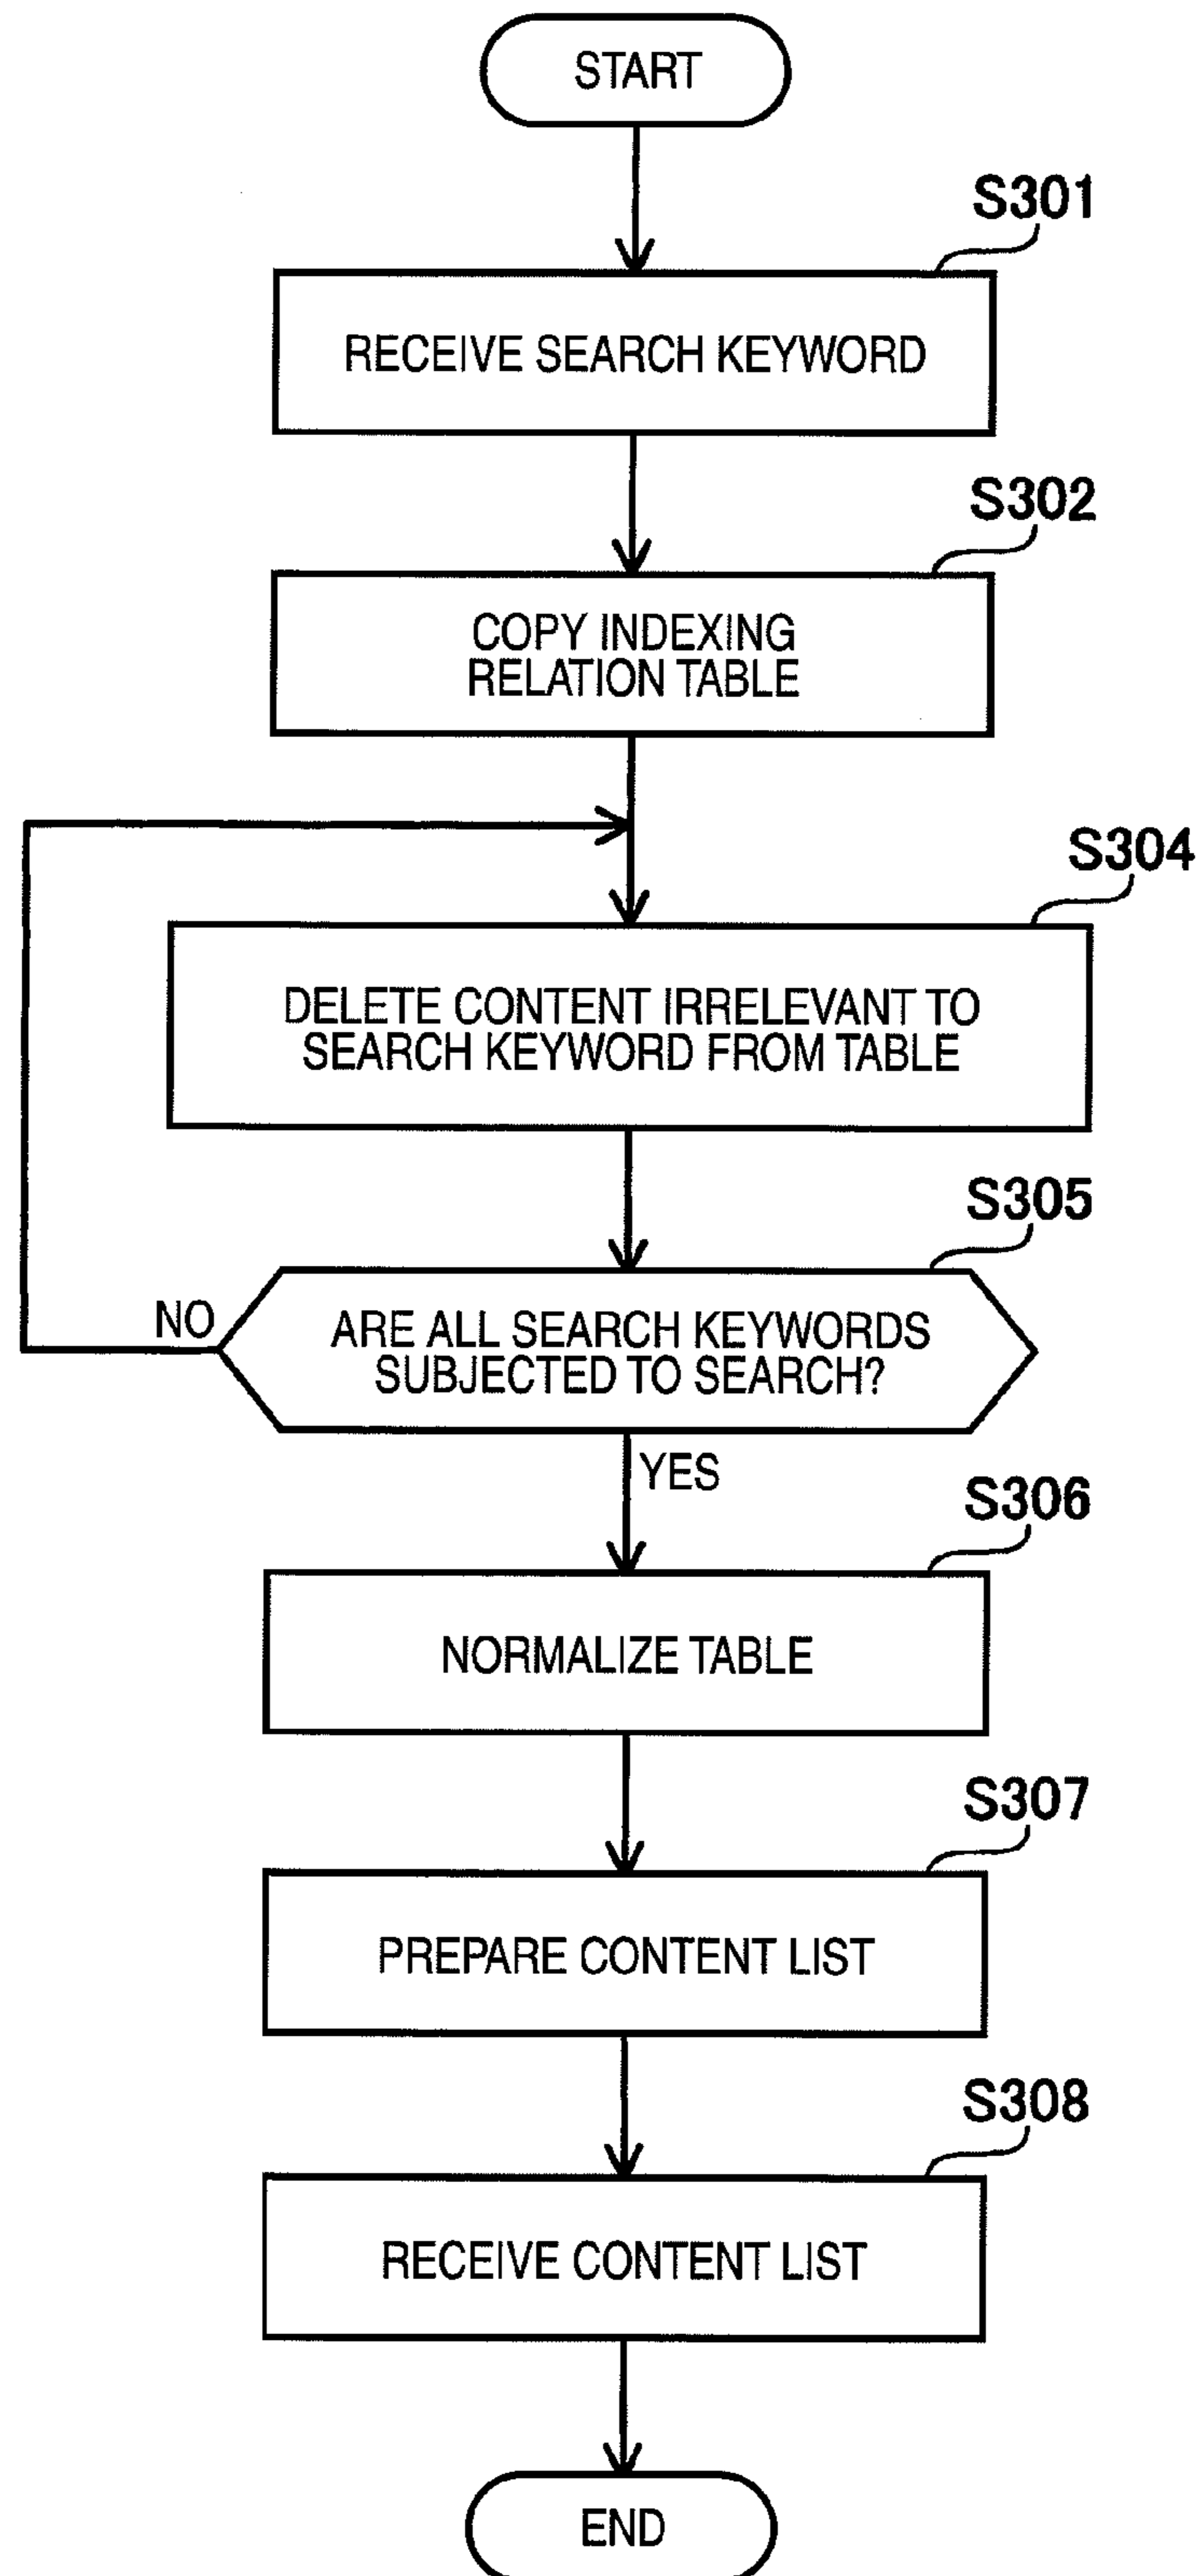 START
S301
RECEIVE SEARCH KEYWORD
S302
COPY INDEXING
RELATION TABLE
S304
DELETE CONTENT IRRELEVANT TO
SEARCH KEYWORD FROM TABLE
S305
NO
ARE ALL SEARCH KEYWORDS
SUBJECTED TO SEARCH?
YES
S306
NORMALIZE TABLE
S307
PREPARE CONTENT LIST
S308
RECEIVE CONTENT LIST
END